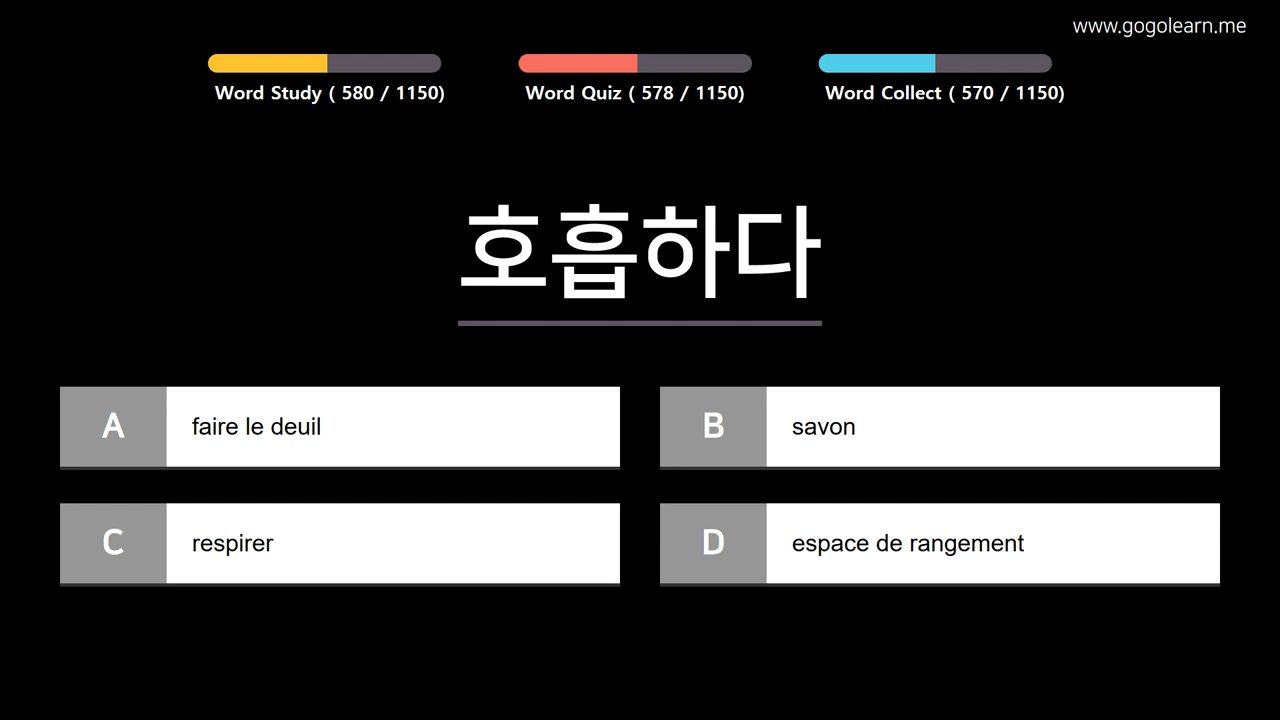 www.gogolearn.me
Word Study ( 580 / 1150)
Word Quiz ( 578 / 1150)
Word Collect ( 570 / 1150)
호흡하다
A faire le deuil
B savon
C respirer
D espace de rangement